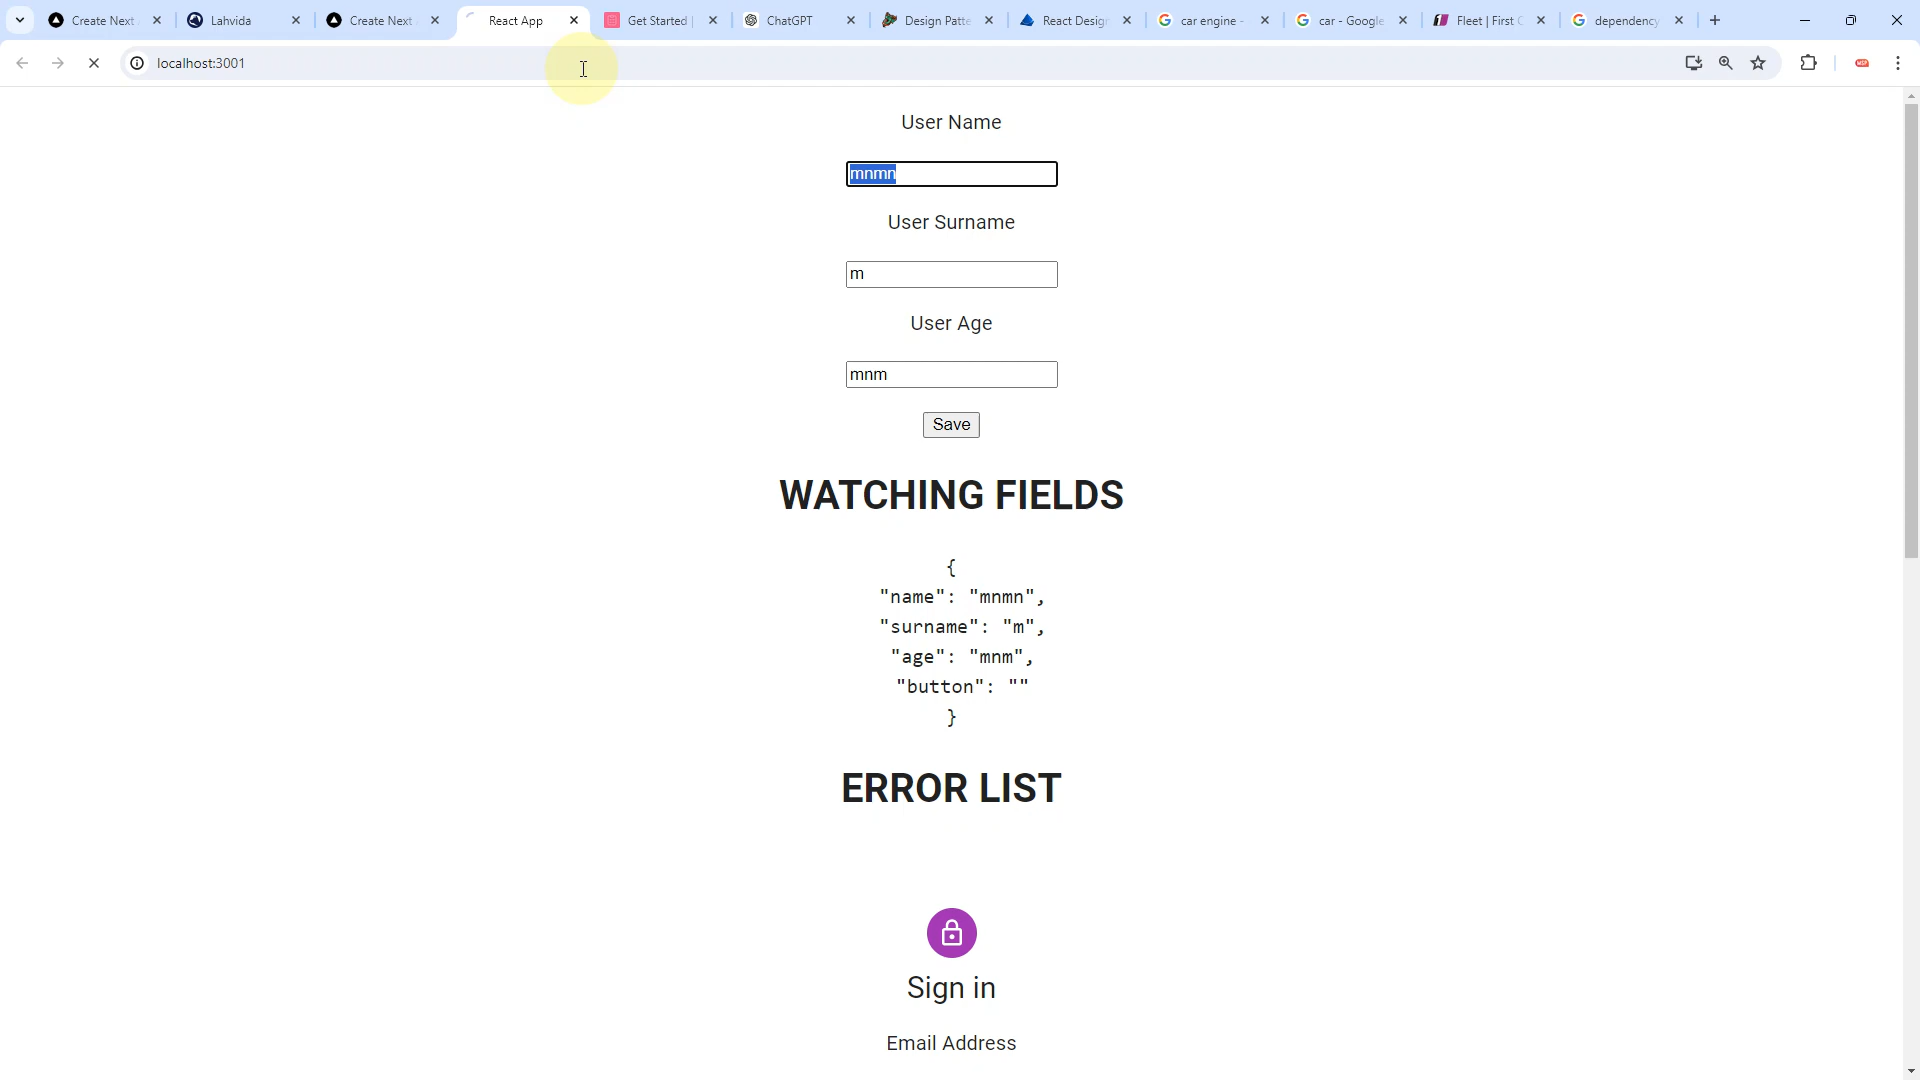 Create Next
Lahvida
Create Next
React App
Get Started |
ChatGPT
Design Patte
React Design
car engine -
car - Google
Fleet | First C
dependency
localhost:3001
User Name
mnmn
User Surname
m
User Age
mnm
Save
WATCHING FIELDS
{
"name": "mnmn",
"surname": "m",
"age": "mnm",
"button": ""
}
ERROR LIST
Sign in
Email Address